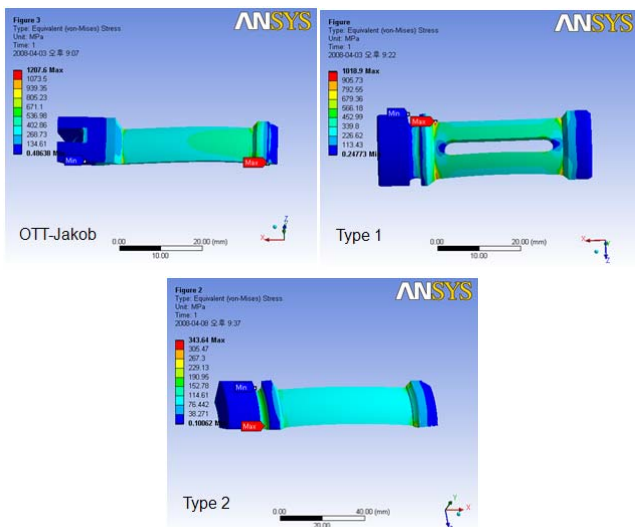 Figure 3
Type: Equivalent (von-Mises) Stress
Unit: MPa
Time: 1
2008-04-03 오후 9:07
ANSYS
1207.6 Max
1073.5
939.35
805.23
671.1
536.98
402.86
268.73
134.61
0.48638 Min
Min
Max
OTT-Jakob
0.00
20.00 (mm)
10.00
X
Z
Figure
Type: Equivalent (von-Mises) Stress
Unit: MPa
Time: 1
2008-04-03 오후 9:22
ANSYS
1018.9 Max
905.73
792.55
679.36
566.18
452.99
339.8
226.62
113.43
0.24773 Mi
Min
Max
Type 1
0.00
20.00 (mm)
10.00
X
Figure 2
Type: Equivalent (von-Mises) Stress
Unit: MPa
Time: 1
2008-04-08 오후 9:37
ANSYS
343.64 Max
305.47
267.3
229.13
190.95
152.78
114.61
76.442
38.271
0.10062 M
Min
Max
Type 2
0.00
40.00 (mm)
20.00
Y
X